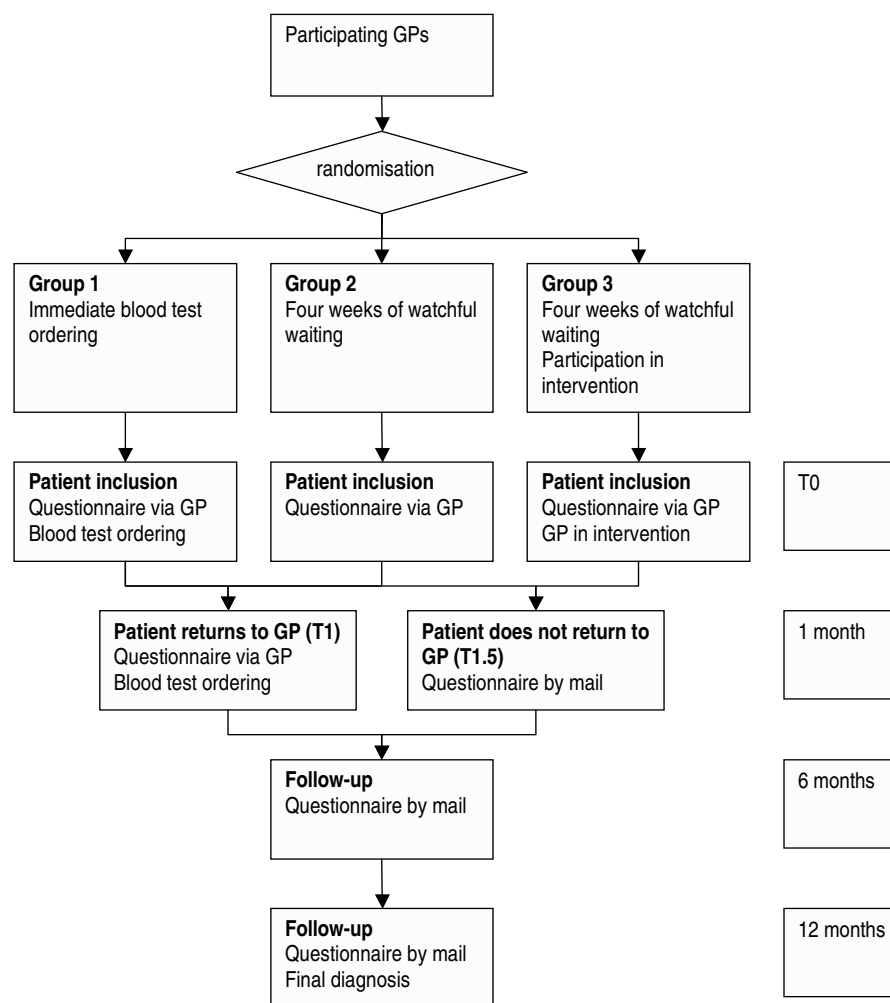 Participating GPs
randomisation
Group 1
Immediate blood test
ordering
Group 2
Four weeks of watchful
waiting
Group 3
Four weeks of watchful
waiting
Participation in
intervention
Patient inclusion
Questionnaire via GP
Blood test ordering
Patient inclusion
Questionnaire via GP
Patient inclusion
Questionnaire via GP
GP in intervention
T0
Patient returns to GP (T1)
Questionnaire via GP
Blood test ordering
Patient does not return to
GP (T1.5)
Questionnaire by mail
1 month
Follow-up
Questionnaire by mail
6 months
Follow-up
Questionnaire by mail
Final diagnosis
12 months